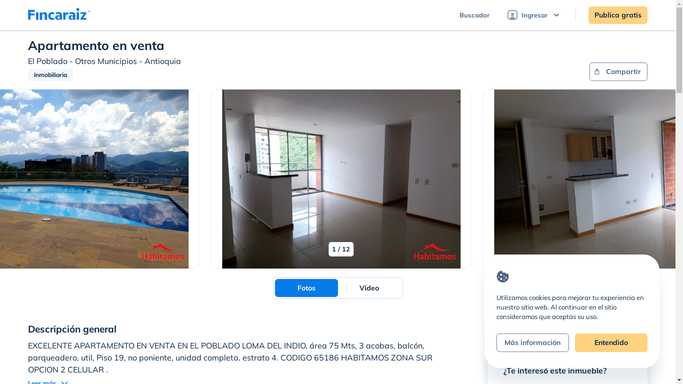 Fincaraiz
Buscador
Ingresar
Publica gratis
Apartamento en venta
El Poblado - Otros Municipios - Antioquia
Inmobiliaria
Compartir
Habitamos
1 / 12
Habitamos
Fotos
Video
Utilizamos cookies para mejorar tu experiencia en
nuestro sitio web. Al continuar en el sitio
consideramos que aceptas su uso.
Más información
Entendido
¿Te interesó este inmueble?
Descripción general
EXCELENTE APARTAMENTO EN VENTA EN EL POBLADO LOMA DEL INDIO, área 75 Mts, 3 acobas, balcón,
parqueadero, util, Piso 19, no poniente, unidad completa, estrato 4. CODIGO 65186 HABITAMOS ZONA SUR
OPCION 2 CELULAR .
Leer más